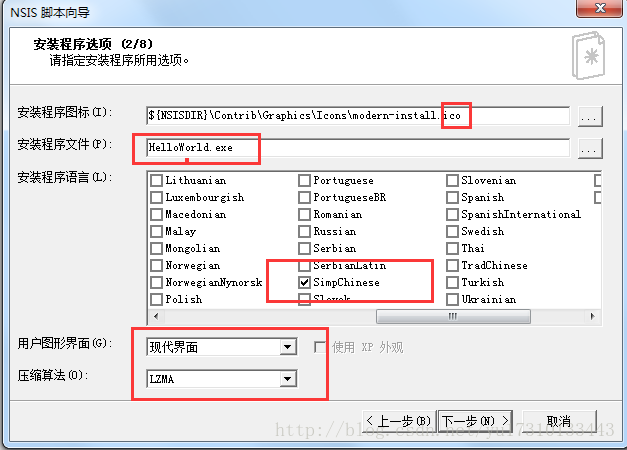 NSIS 脚本向导
安装程序选项 (2/8)
请指定安装程序所用选项。
安装程序图标(I):
${NSISDIR}\Contrib\Graphics\Icons\modern-install.ico
...
安装程序文件(P):
HelloWorld.exe
...
安装程序语言(L):
Lithuanian Portuguese Slovenian
Luxembourgish PortugueseBR Spanish
Macedonian Romanian SpanishInternational
Malay Russian Swedish
Mongolian Serbian Thai
Norwegian SerbianLatin TradChinese
NorwegianNynorsk SimpChinese Turkish
Polish Slovak Ukrainian
用户图形界面(G):
现代界面
使用 XP 外观
压缩算法(O):
LZMA
< 上一步(B) 下一步(N) > 取消